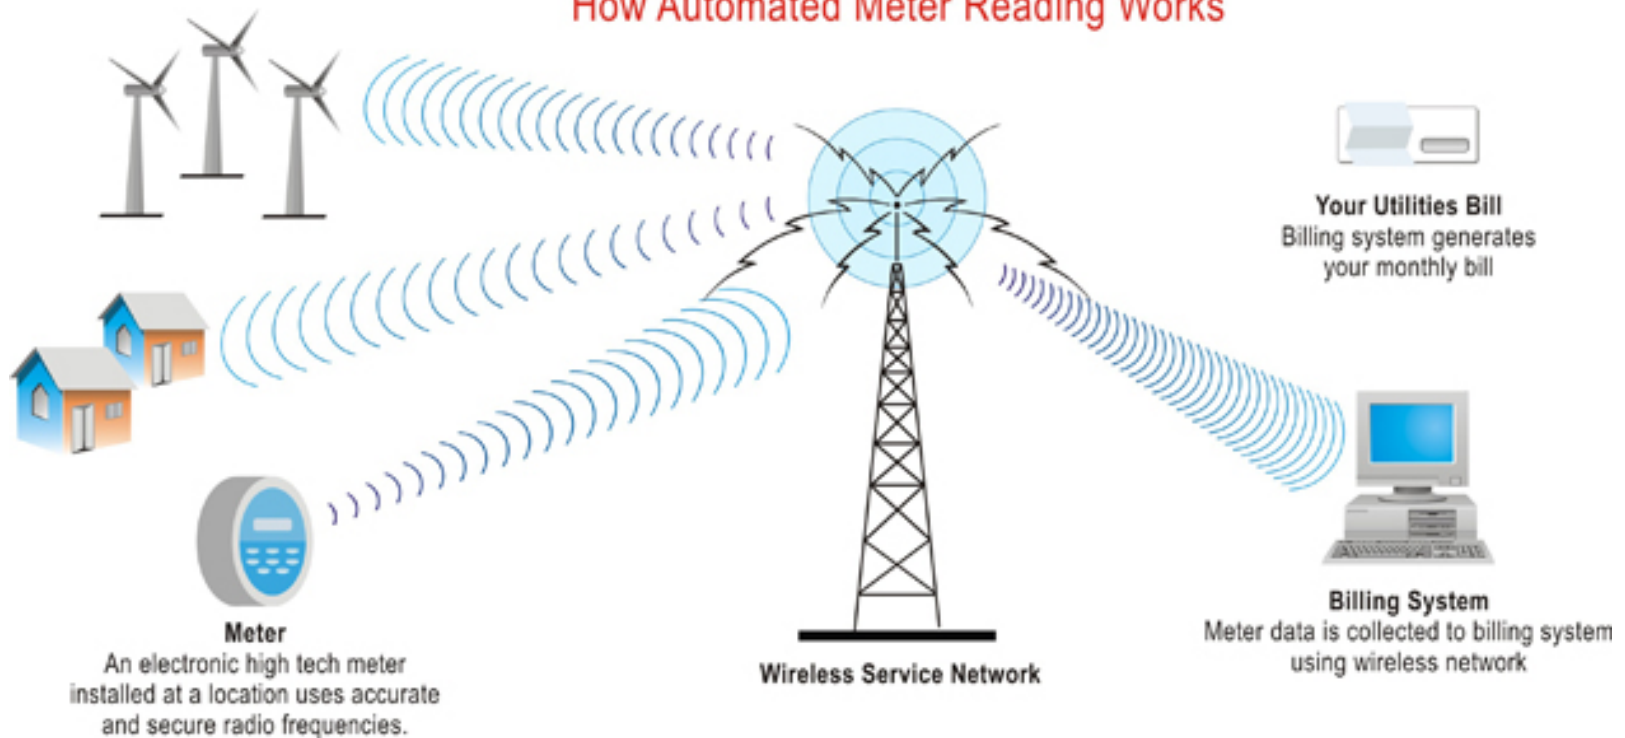 How Automated Meter Reading Works
Your Utilities Bill
Billing system generates
your monthly bill
Meter
An electronic high tech meter
installed at a location uses accurate
and secure radio frequencies.
Wireless Service Network
Billing System
Meter data is collected to billing system
using wireless network